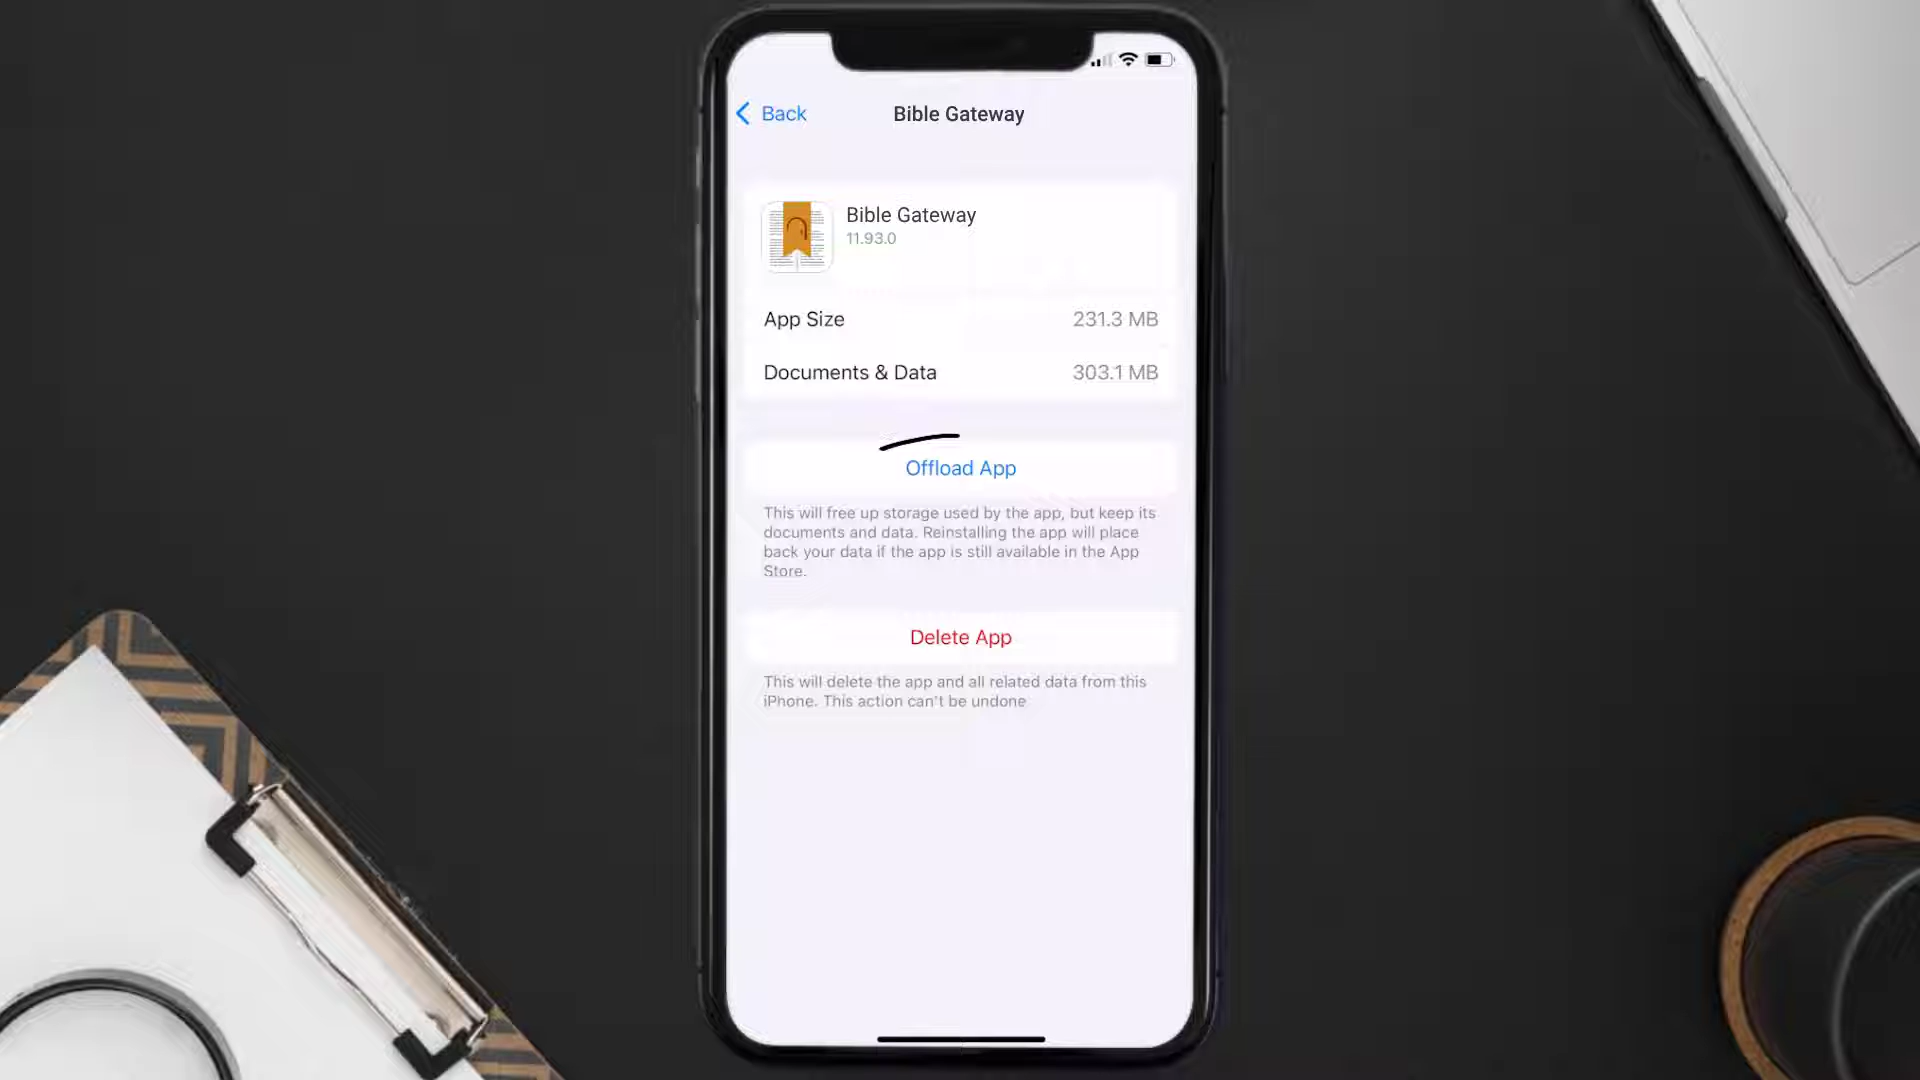 Back
Bible Gateway
Bible Gateway
11.93.0
App Size
231.3 MB
Documents & Data
303.1 MB
Offload App
This will free up storage used by the app, but keep its
documents and data. Reinstalling the app will place
back your data if the app is still available in the App
Store.
Delete App
This will delete the app and all related data from this
iPhone. This action can't be undone